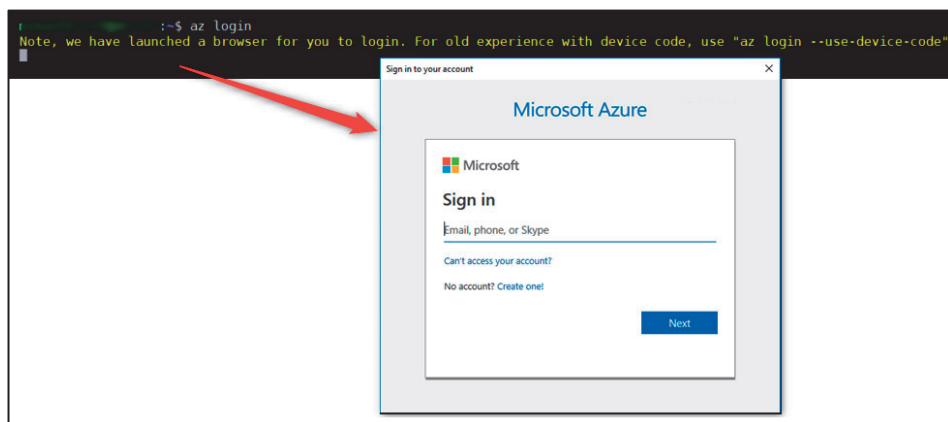 :~$ az login
Note, we have launched a browser for you to login. For old experience with device code, use "az login --use-device-code"
Sign in to your account
Microsoft Azure
Microsoft
Sign in
Email, phone, or Skype
Can't access your account?
No account? Create one!
Next